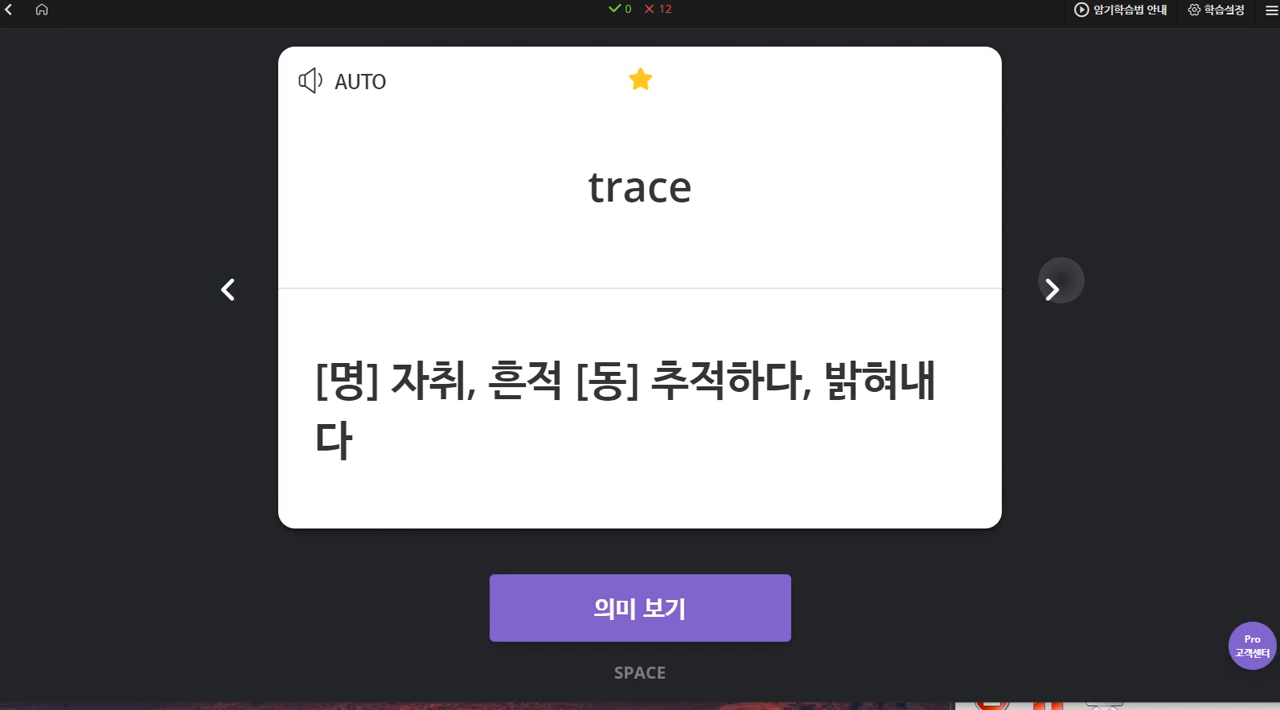 0 12 암기학습법 안내 학습설정
AUTO
trace
[명] 자취, 흔적 [동] 추적하다, 밝혀내
다
의미 보기
SPACE
Pro
고객센터